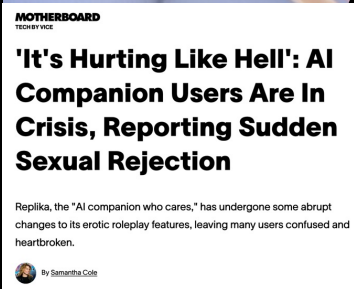 MOTHERBOARD
TECH BY VICE
'It's Hurting Like Hell': AI
Companion Users Are In
Crisis, Reporting Sudden
Sexual Rejection
Replika, the "AI companion who cares," has undergone some abrupt
changes to its erotic roleplay features, leaving many users confused and
heartbroken.
By Samantha Cole